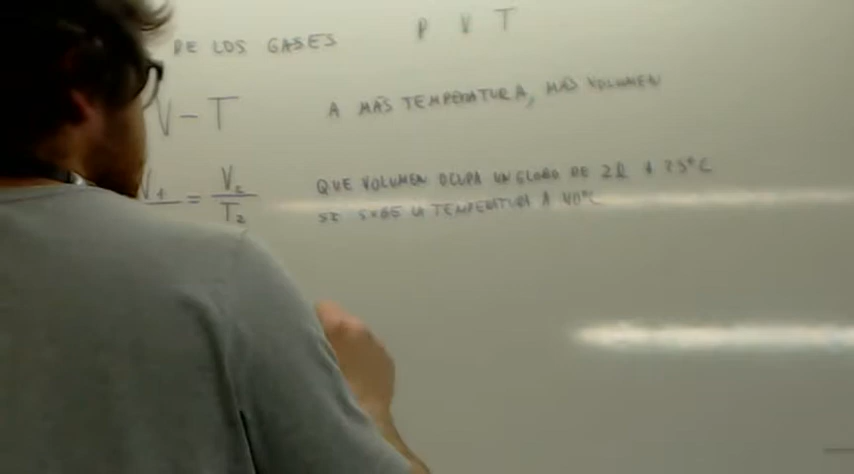 DE LOS GASES P V T
V - T A MÁS TEMPERATURA, MÁS VOLUMEN
V1 = V2 QUE VOLUMEN OCUPA UN GLOBO DE 2l A 25°C
T2 SI SUBE LA TEMPERATURA A 40°C